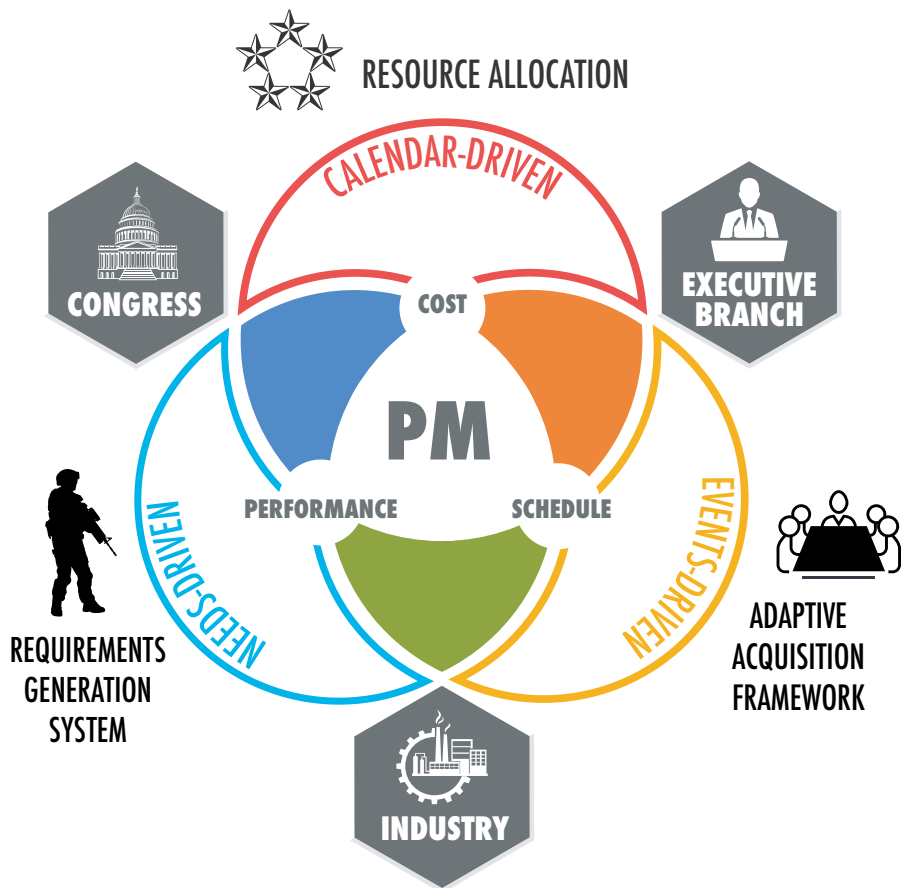 RESOURCE ALLOCATION
CALENDAR-DRIVEN
CONGRESS
EXECUTIVE
BRANCH
COST
PM
PERFORMANCE
SCHEDULE
NEEDS-DRIVEN
EVENTS-DRIVEN
REQUIREMENTS
GENERATION
SYSTEM
ADAPTIVE
ACQUISITION
FRAMEWORK
INDUSTRY